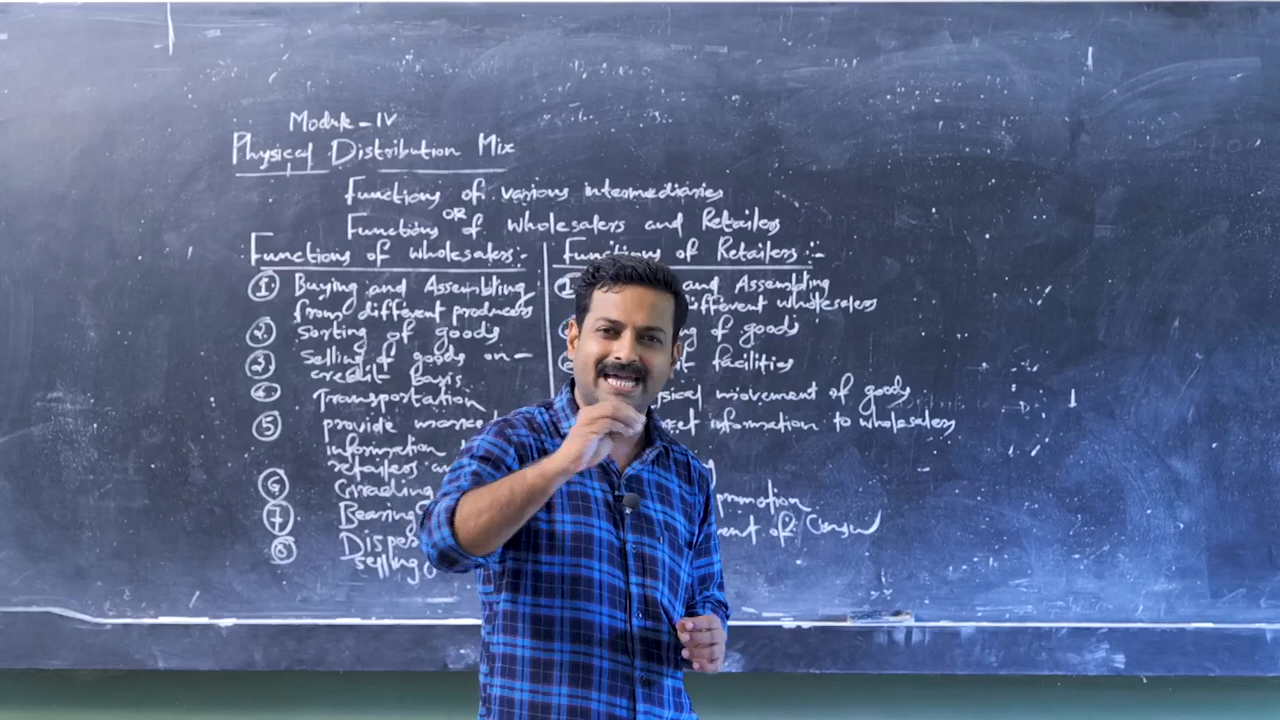 Module - IV
Physical Distribution Mix
Functions of various intermediaries
OR
Functions of wholesalers and Retailers
Functions of wholesalers:-
① Buying and Assembling
from different producers
② Sorting of goods
③ Selling of goods on -
credit basis
④ Transportation
⑤ provide
information
retailers
⑥ Grading
⑦ Bearing
⑧
selling
Functions of Retailers :-
and Assembling
different wholesalers
of goods
facilities
movement of goods
information to wholesalers
promotion
of